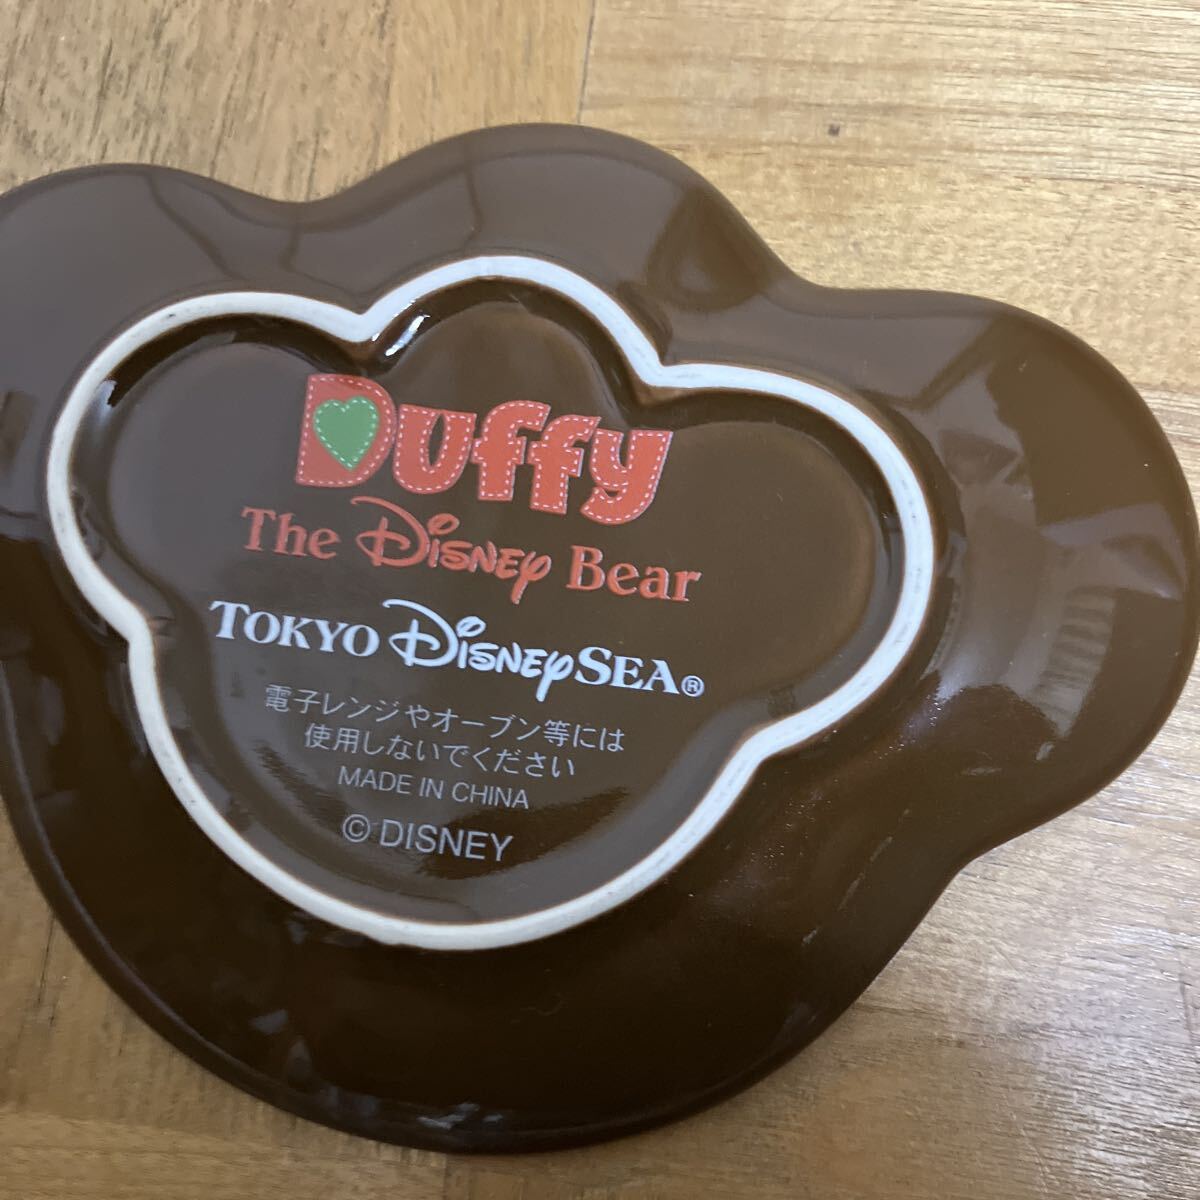 Duffy
The Disney Bear
TOKYO DISNEYSEA®
電子レンジやオーブン等には
使用しないでください
MADE IN CHINA
© DISNEY